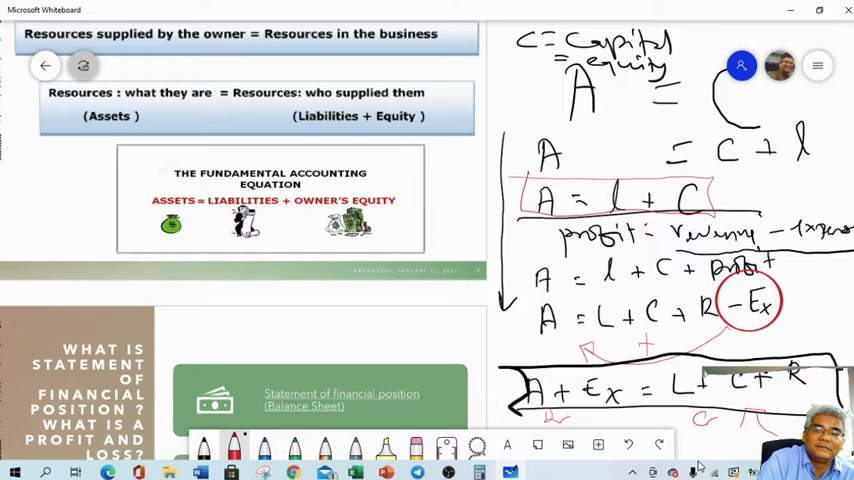 Microsoft Whiteboard
Resources supplied by the owner = Resources in the business
Resources : what they are = Resources: who supplied them
(Assets ) (Liabilities + Equity )
THE FUNDAMENTAL ACCOUNTING
EQUATION
ASSETS= LIABILITIES + OWNER'S EQUITY
WHAT IS
STATEMENT
OF
FINANCIAL
POSITION ?
WHAT IS A
PROFIT AND
LOSS?
Statement of financial position
(Balance Sheet)
C = Capital
= equity
A = C
A = C + l
A = l + C
profit = revenue -
A = l + C + profit
A = L + C + R - Ex
+
A + Ex = L + C + R
Dr Cr